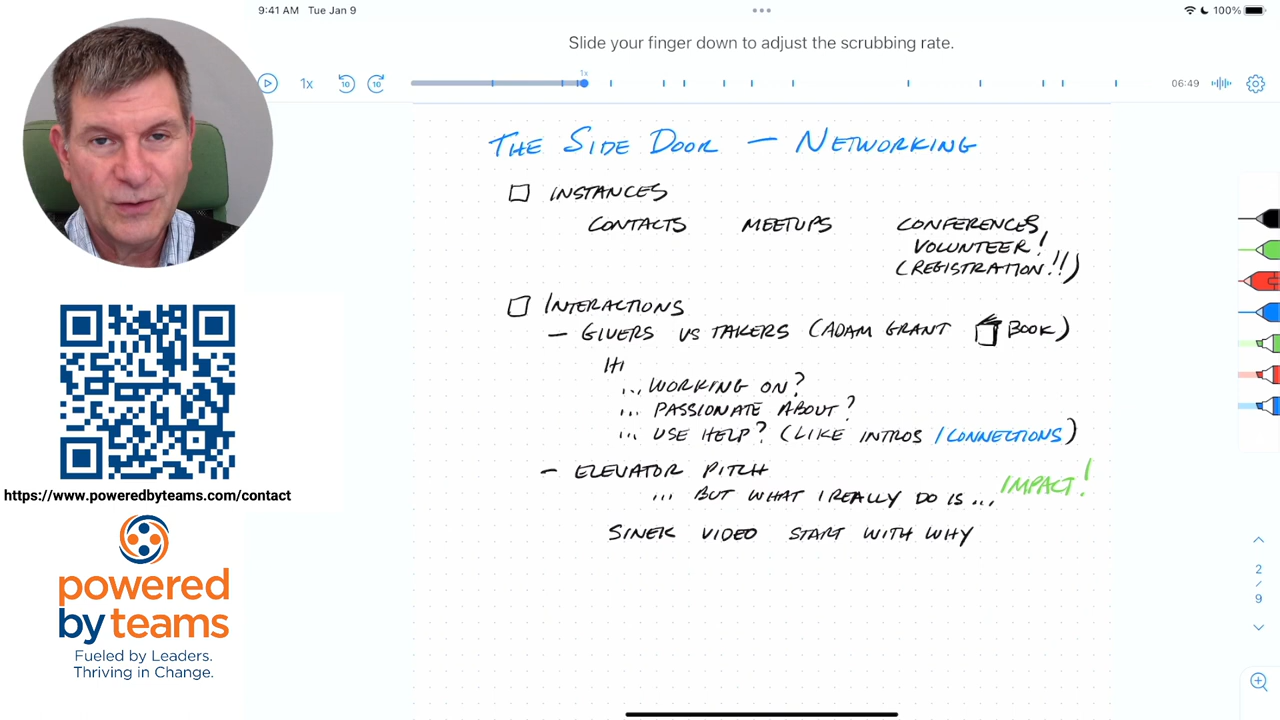 9:41 AM Tue Jan 9
100%
Slide your finger down to adjust the scrubbing rate.
1x
1x
10
10
06:49
THE SIDE DOOR — NETWORKING
INSTANCES
CONTACTS MEETUPS CONFERENCES,
VOLUNTEER!
(REGISTRATION!!)
INTERACTIONS
- GIVERS VS TAKERS (ADAM GRANT BOOK)
HI
... WORKING ON?
... PASSIONATE ABOUT?
... USE HELP? (LIKE INTROS / CONNECTIONS)
- ELEVATOR PITCH
... BUT WHAT I REALLY DO IS ... IMPACT!
SINEK VIDEO START WITH WHY
https://www.poweredbyteams.com/contact
powered
by teams
Fueled by Leaders.
Thriving in Change.
2
/
9